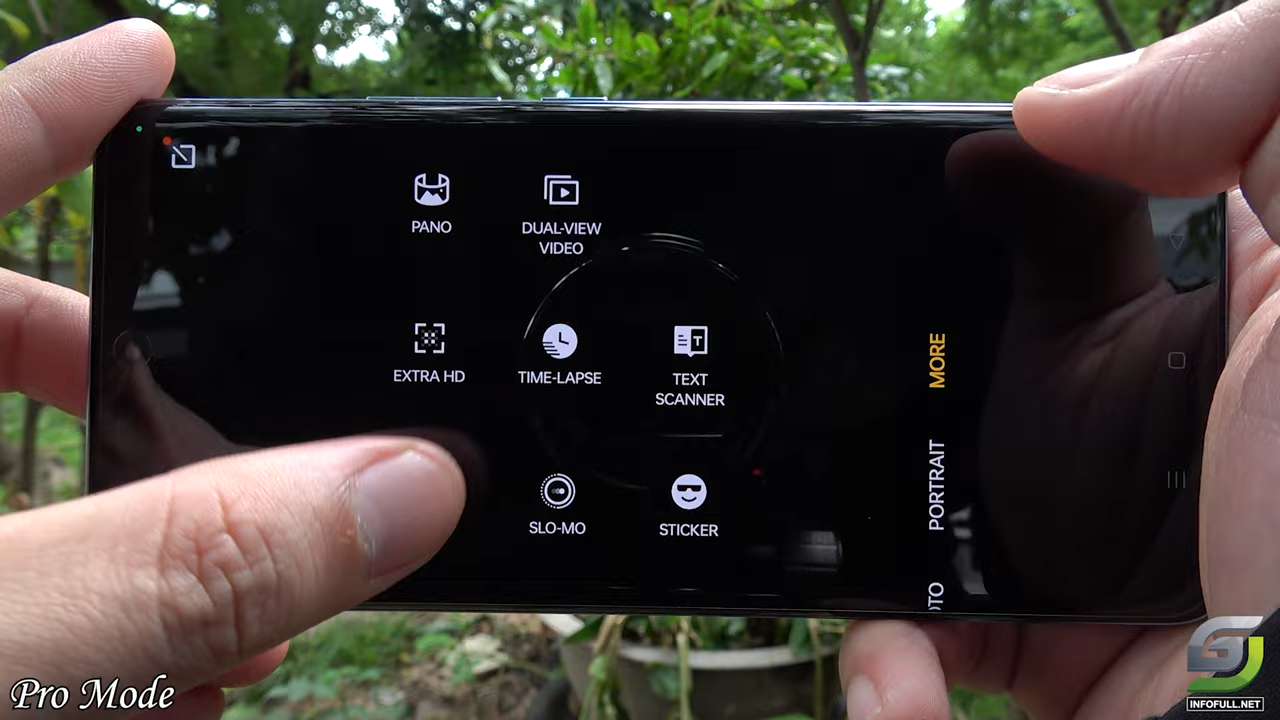 PANO
DUAL-VIEW
VIDEO
EXTRA HD
TIME-LAPSE
TEXT
SCANNER
SLO-MO
STICKER
MORE
PORTRAIT
OTO
Pro Mode
INFOFULL.NET